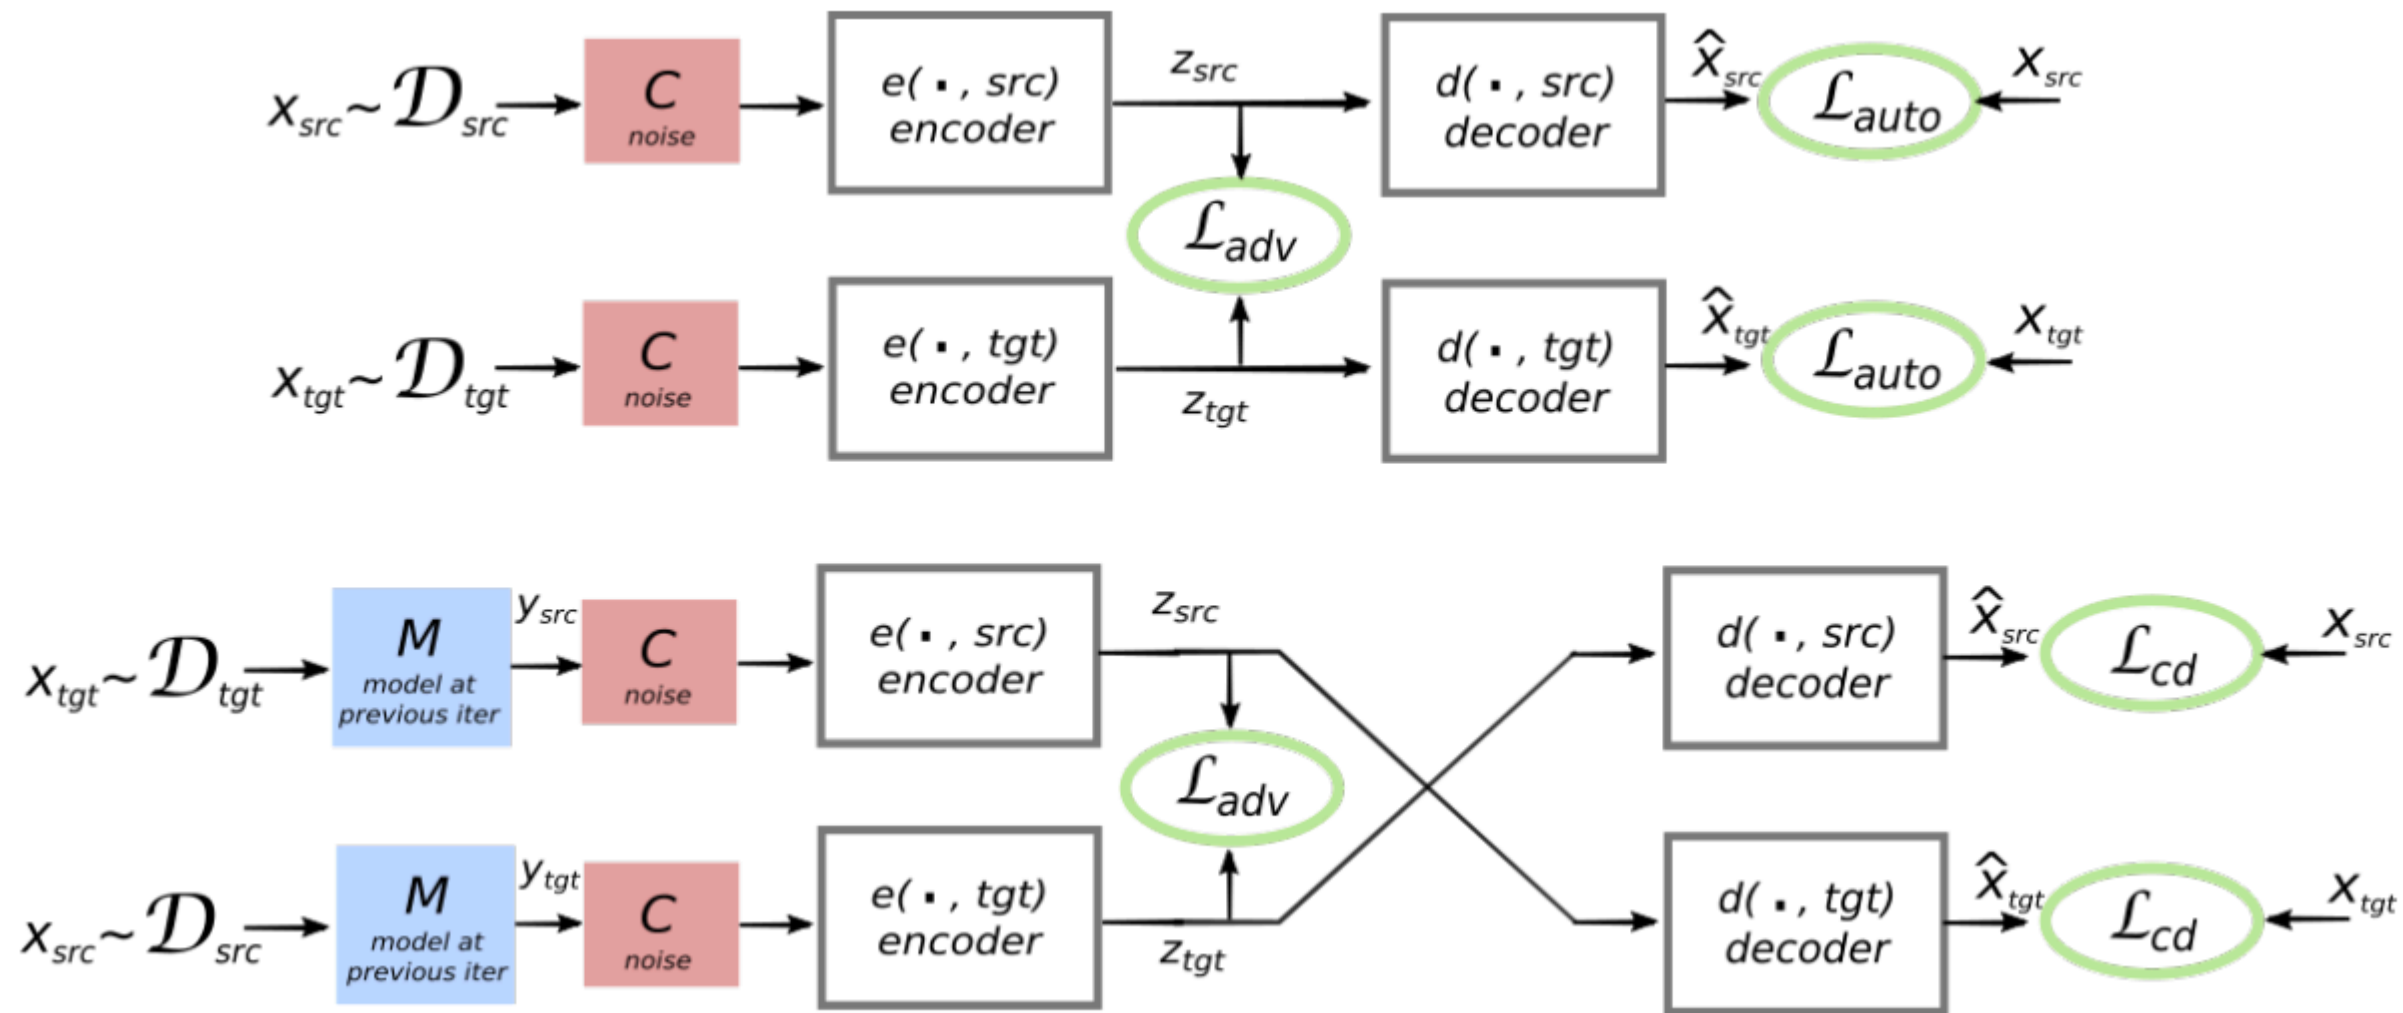 x_src ~ D_src
C
noise
e( · , src)
encoder
z_src
d( · , src)
decoder
x̂_src
L_auto
x_src
L_adv
x_tgt ~ D_tgt
C
noise
e( · , tgt)
encoder
z_tgt
d( · , tgt)
decoder
x̂_tgt
L_auto
x_tgt
x_tgt ~ D_tgt
M
model at
previous iter
y_src
C
noise
e( · , src)
encoder
z_src
d( · , src)
decoder
x̂_src
L_cd
x_src
L_adv
x_src ~ D_src
M
model at
previous iter
y_tgt
C
noise
e( · , tgt)
encoder
z_tgt
d( · , tgt)
decoder
x̂_tgt
L_cd
x_tgt